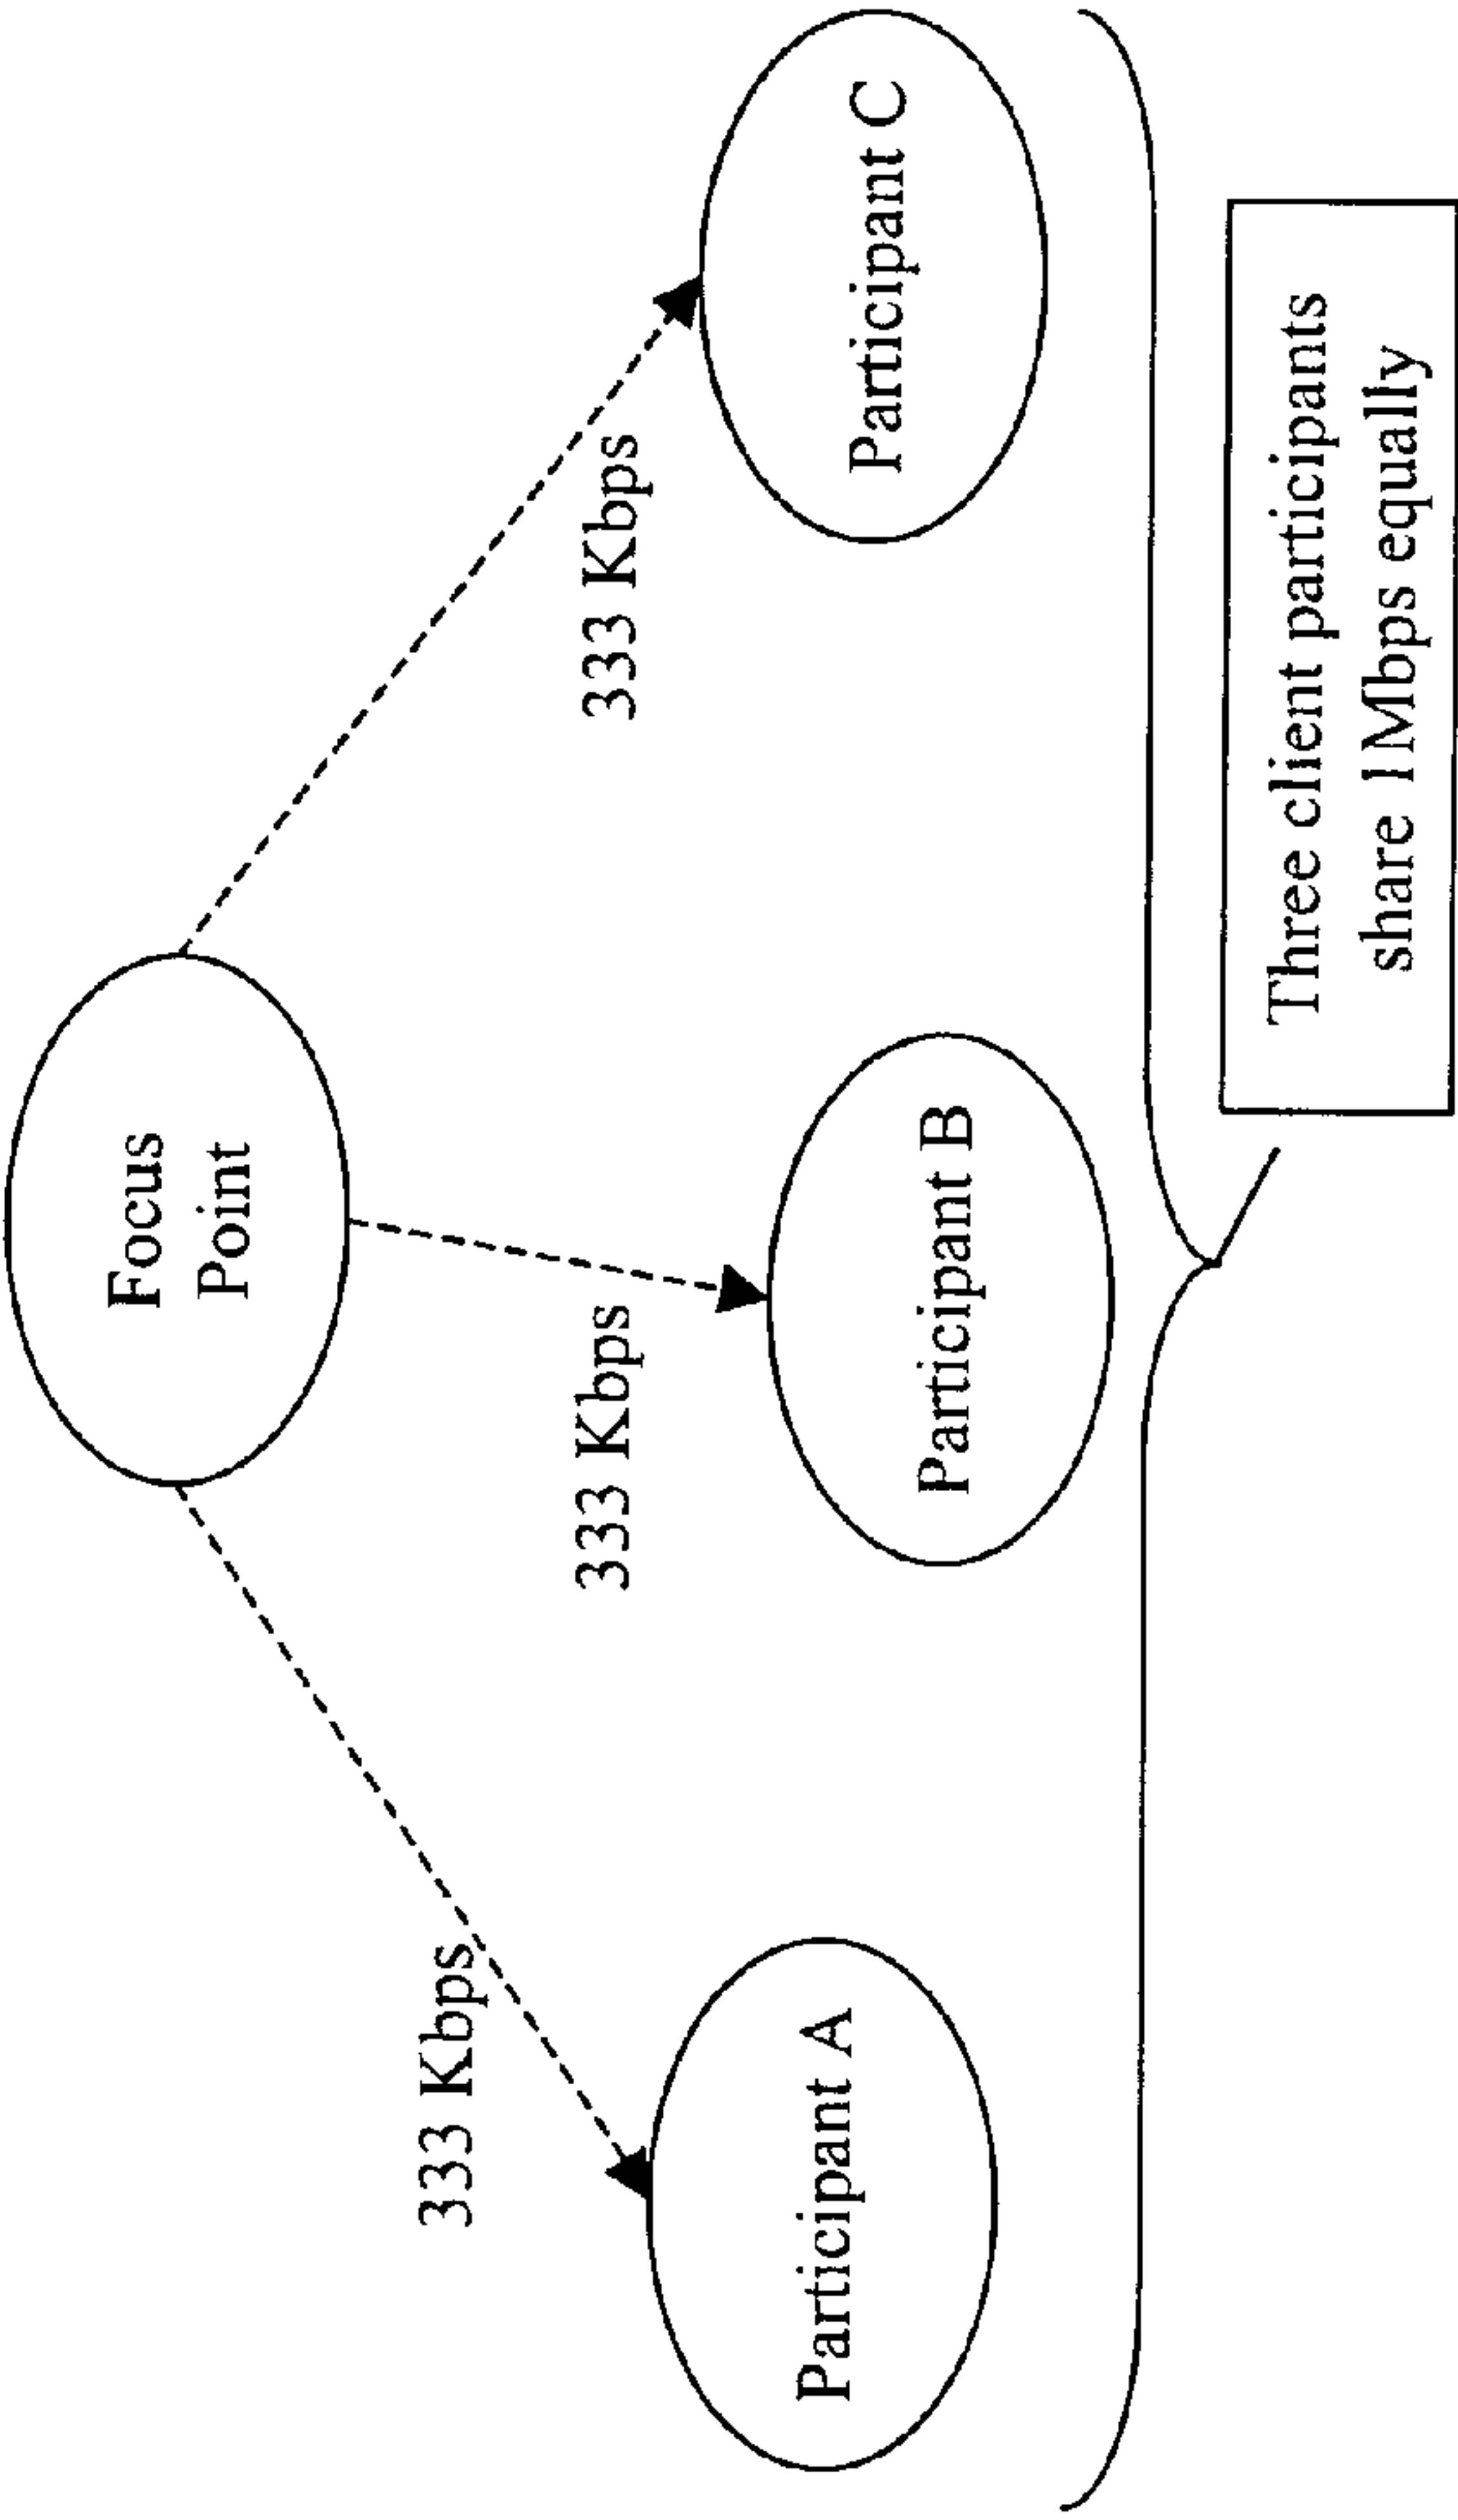 Focus
Point
333 Kbps
333 Kbps
333 Kbps
Participant A
Participant B
Participant C
Three client participants
share 1Mbps equally